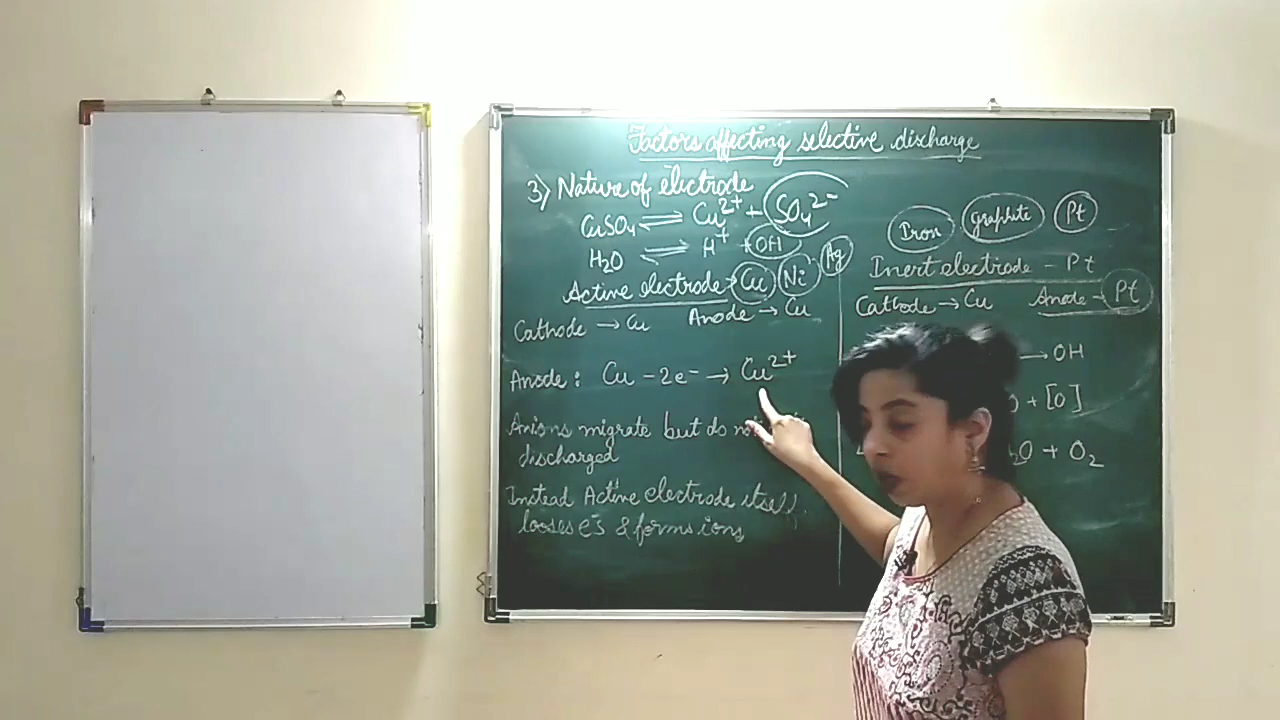 Factors affecting selective discharge
3) Nature of electrode
CuSO₄ ⇌ Cu²⁺ + SO₄²⁻
H₂O ⇌ H⁺ + OH
Active electrode → Cu Ni Ag
Cathode → Cu Anode → Cu
Anode : Cu - 2e⁻ → Cu²⁺
Anions migrate but do not
discharged
Instead Active electrode itself
looses e⁻s & forms ions
Iron graphite Pt
Inert electrode - Pt
Cathode → Cu Anode → Pt
→ OH
+ [O]
O + O₂